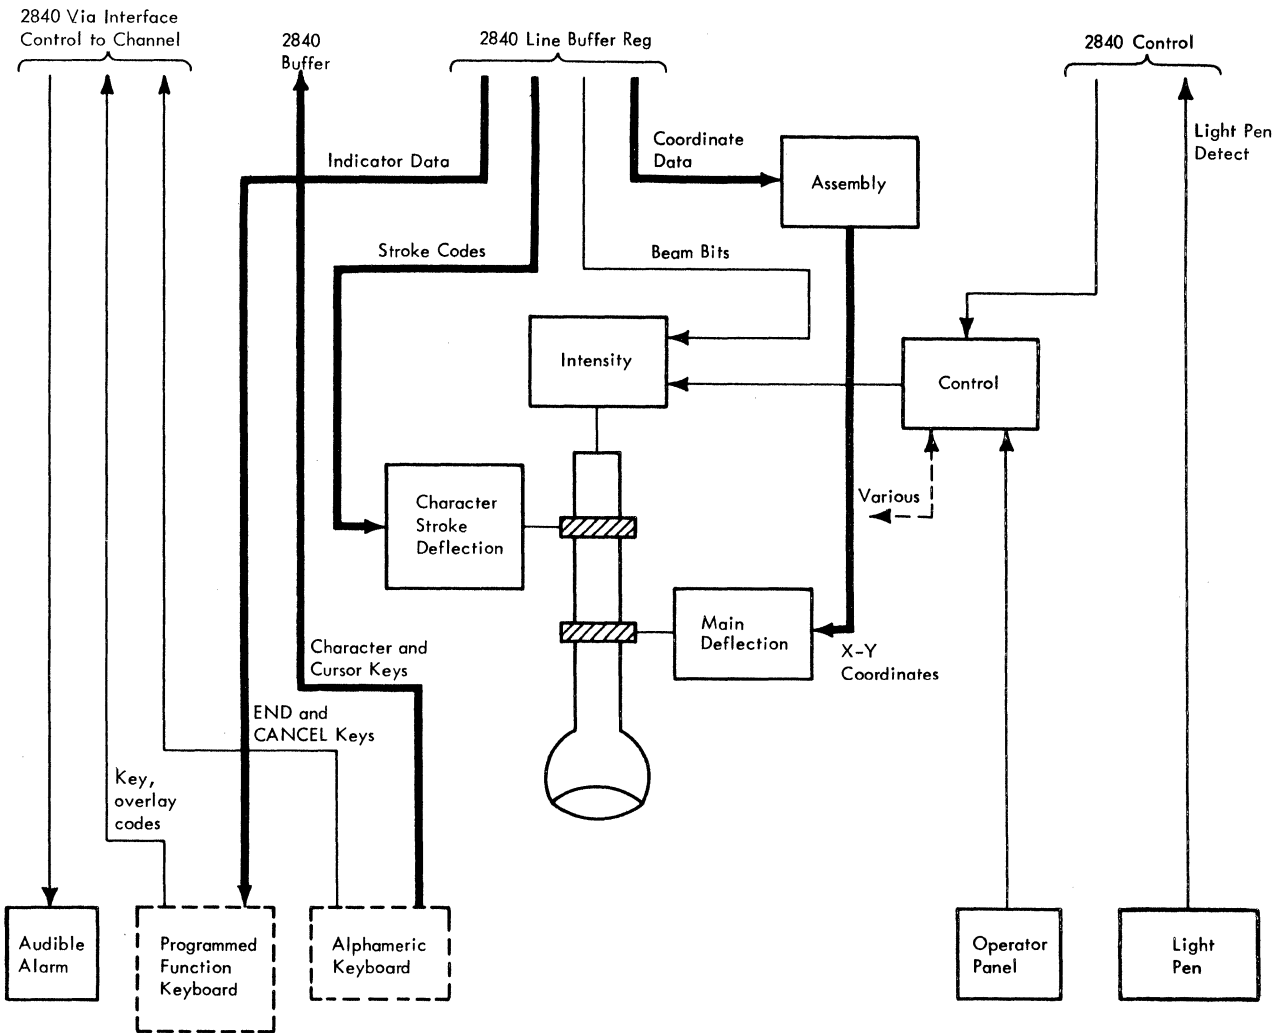 2840 Via Interface
Control to Channel
2840
Buffer
2840 Line Buffer Reg
2840 Control
Light Pen
Detect
Coordinate
Data
Indicator Data
Assembly
Stroke Codes
Beam Bits
Intensity
Control
Various
Character
Stroke
Deflection
Main
Deflection
X-Y
Coordinates
Character and
Cursor Keys
END and
CANCEL Keys
Key,
overlay
codes
Audible
Alarm
Programmed
Function
Keyboard
Alphameric
Keyboard
Operator
Panel
Light
Pen